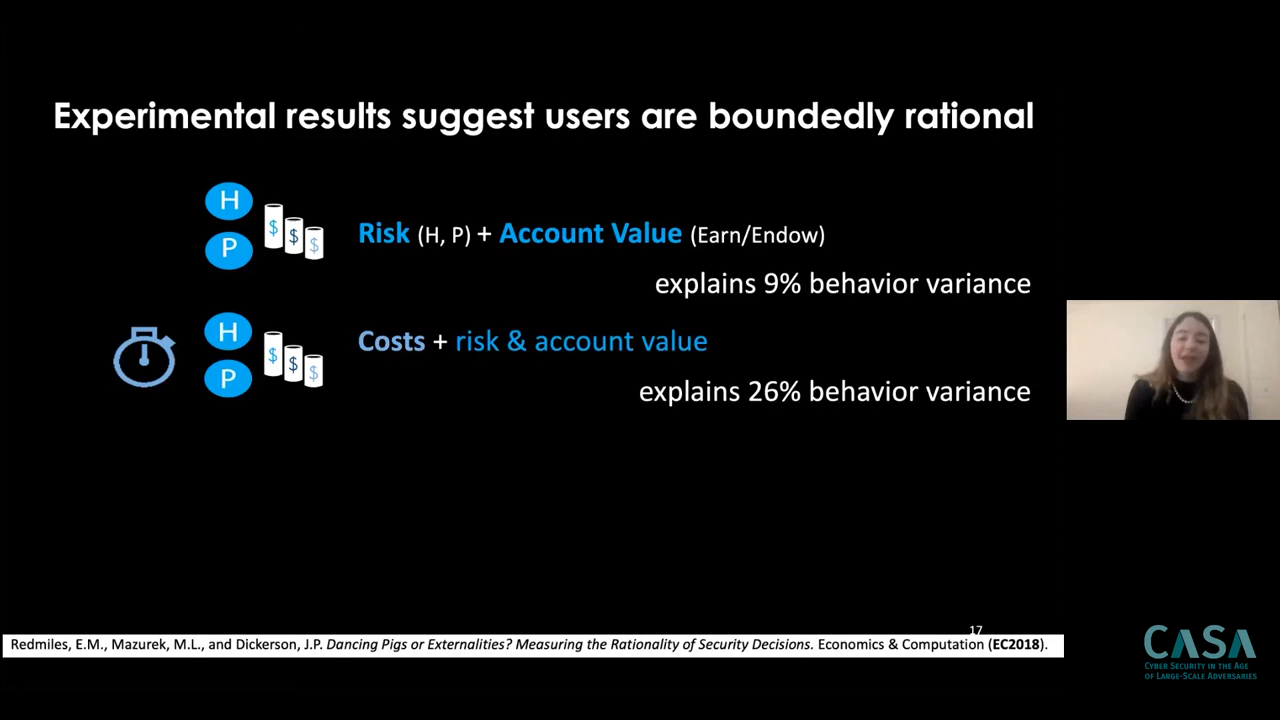 Experimental results suggest users are boundedly rational
H
P
$ $ $
Risk (H, P) + Account Value (Earn/Endow)
explains 9% behavior variance
H
P
$ $ $
Costs + risk & account value
explains 26% behavior variance
17
Redmiles, E.M., Mazurek, M.L., and Dickerson, J.P. Dancing Pigs or Externalities? Measuring the Rationality of Security Decisions. Economics & Computation (EC2018).
CASA
CYBER SECURITY IN THE AGE
OF LARGE-SCALE ADVERSARIES